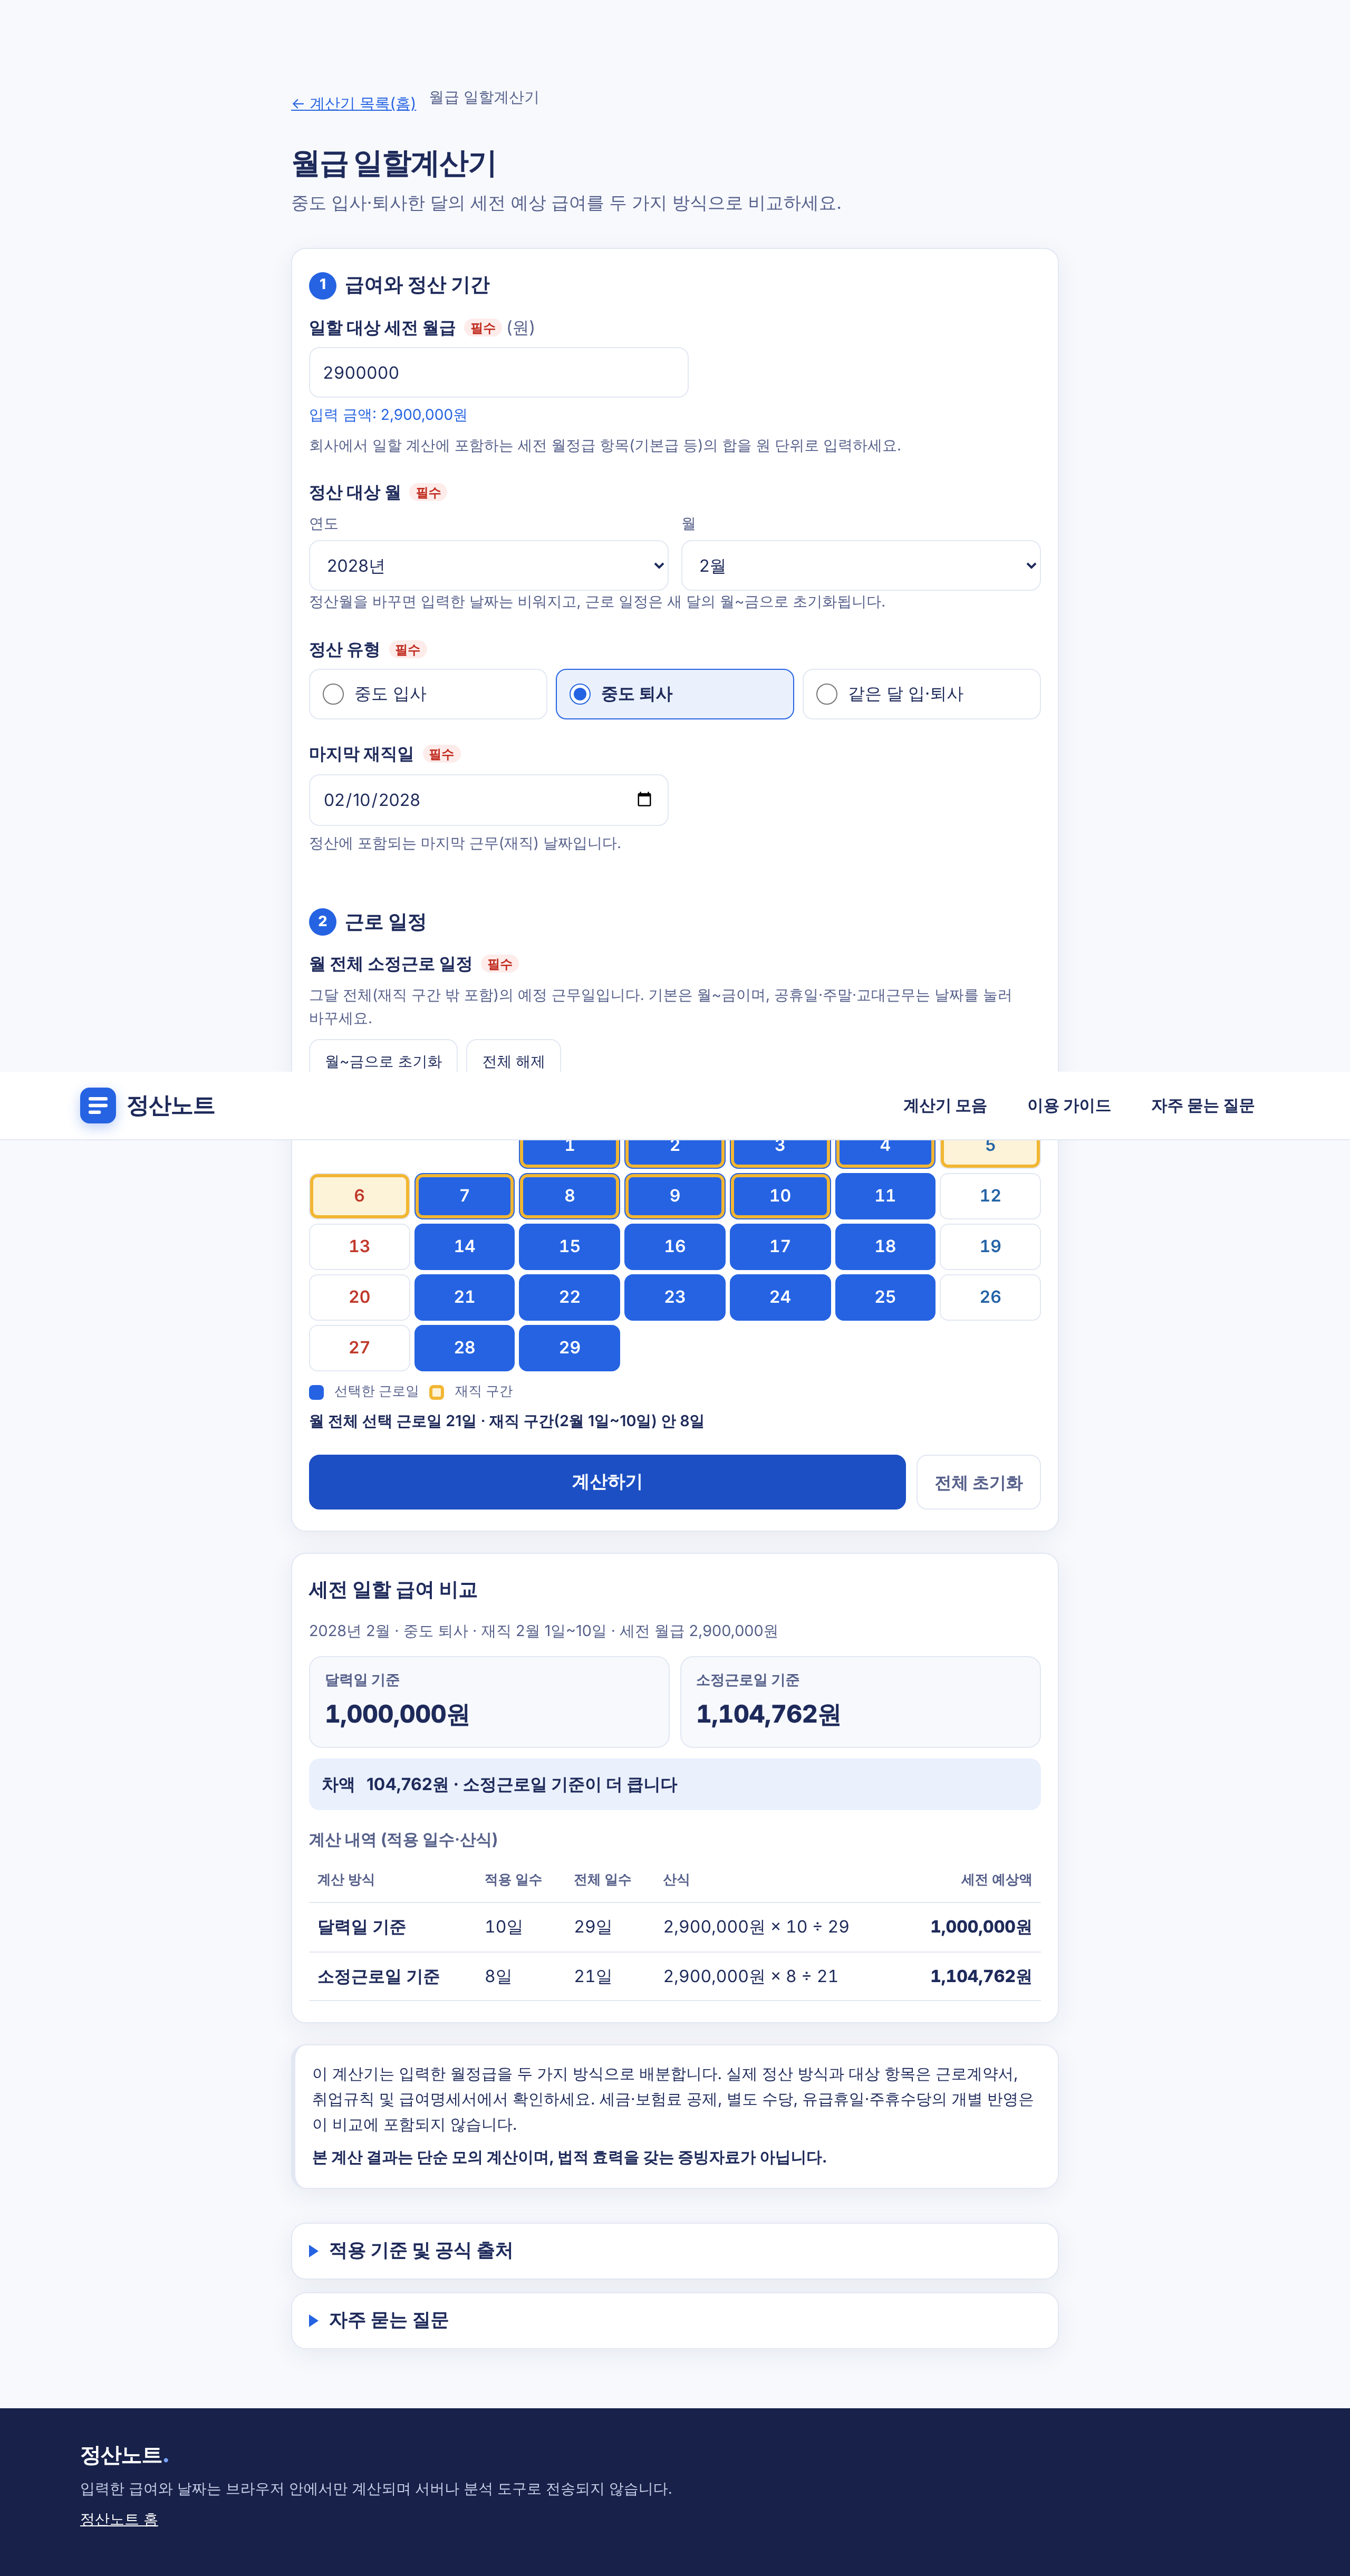 ← 계산기 목록(홈) 월급 일할계산기
월급 일할계산기
중도 입사·퇴사한 달의 세전 예상 급여를 두 가지 방식으로 비교하세요.
1 급여와 정산 기간
일할 대상 세전 월급 필수 (원)
2900000
입력 금액: 2,900,000원
회사에서 일할 계산에 포함하는 세전 월정급 항목(기본급 등)의 합을 원 단위로 입력하세요.
정산 대상 월 필수
연도 월
2028년 2월
정산월을 바꾸면 입력한 날짜는 비워지고, 근로 일정은 새 달의 월~금으로 초기화됩니다.
정산 유형 필수
중도 입사 중도 퇴사 같은 달 입·퇴사
마지막 재직일 필수
02/10/2028
정산에 포함되는 마지막 근무(재직) 날짜입니다.
2 근로 일정
월 전체 소정근로 일정 필수
그달 전체(재직 구간 밖 포함)의 예정 근무일입니다. 기본은 월~금이며, 공휴일·주말·교대근무는 날짜를 눌러
바꾸세요.
월~금으로 초기화 전체 해제
정산노트 계산기 모음 이용 가이드 자주 묻는 질문
1 2 3 4 5
6 7 8 9 10 11 12
13 14 15 16 17 18 19
20 21 22 23 24 25 26
27 28 29
선택한 근로일 재직 구간
월 전체 선택 근로일 21일 · 재직 구간(2월 1일~10일) 안 8일
계산하기 전체 초기화
세전 일할 급여 비교
2028년 2월 · 중도 퇴사 · 재직 2월 1일~10일 · 세전 월급 2,900,000원
달력일 기준 소정근로일 기준
1,000,000원 1,104,762원
차액 104,762원 · 소정근로일 기준이 더 큽니다
계산 내역 (적용 일수·산식)
계산 방식 적용 일수 전체 일수 산식 세전 예상액
달력일 기준 10일 29일 2,900,000원 × 10 ÷ 29 1,000,000원
소정근로일 기준 8일 21일 2,900,000원 × 8 ÷ 21 1,104,762원
이 계산기는 입력한 월정급을 두 가지 방식으로 배분합니다. 실제 정산 방식과 대상 항목은 근로계약서,
취업규칙 및 급여명세서에서 확인하세요. 세금·보험료 공제, 별도 수당, 유급휴일·주휴수당의 개별 반영은
이 비교에 포함되지 않습니다.
본 계산 결과는 단순 모의 계산이며, 법적 효력을 갖는 증빙자료가 아닙니다.
적용 기준 및 공식 출처
자주 묻는 질문
정산노트.
입력한 급여와 날짜는 브라우저 안에서만 계산되며 서버나 분석 도구로 전송되지 않습니다.
정산노트 홈